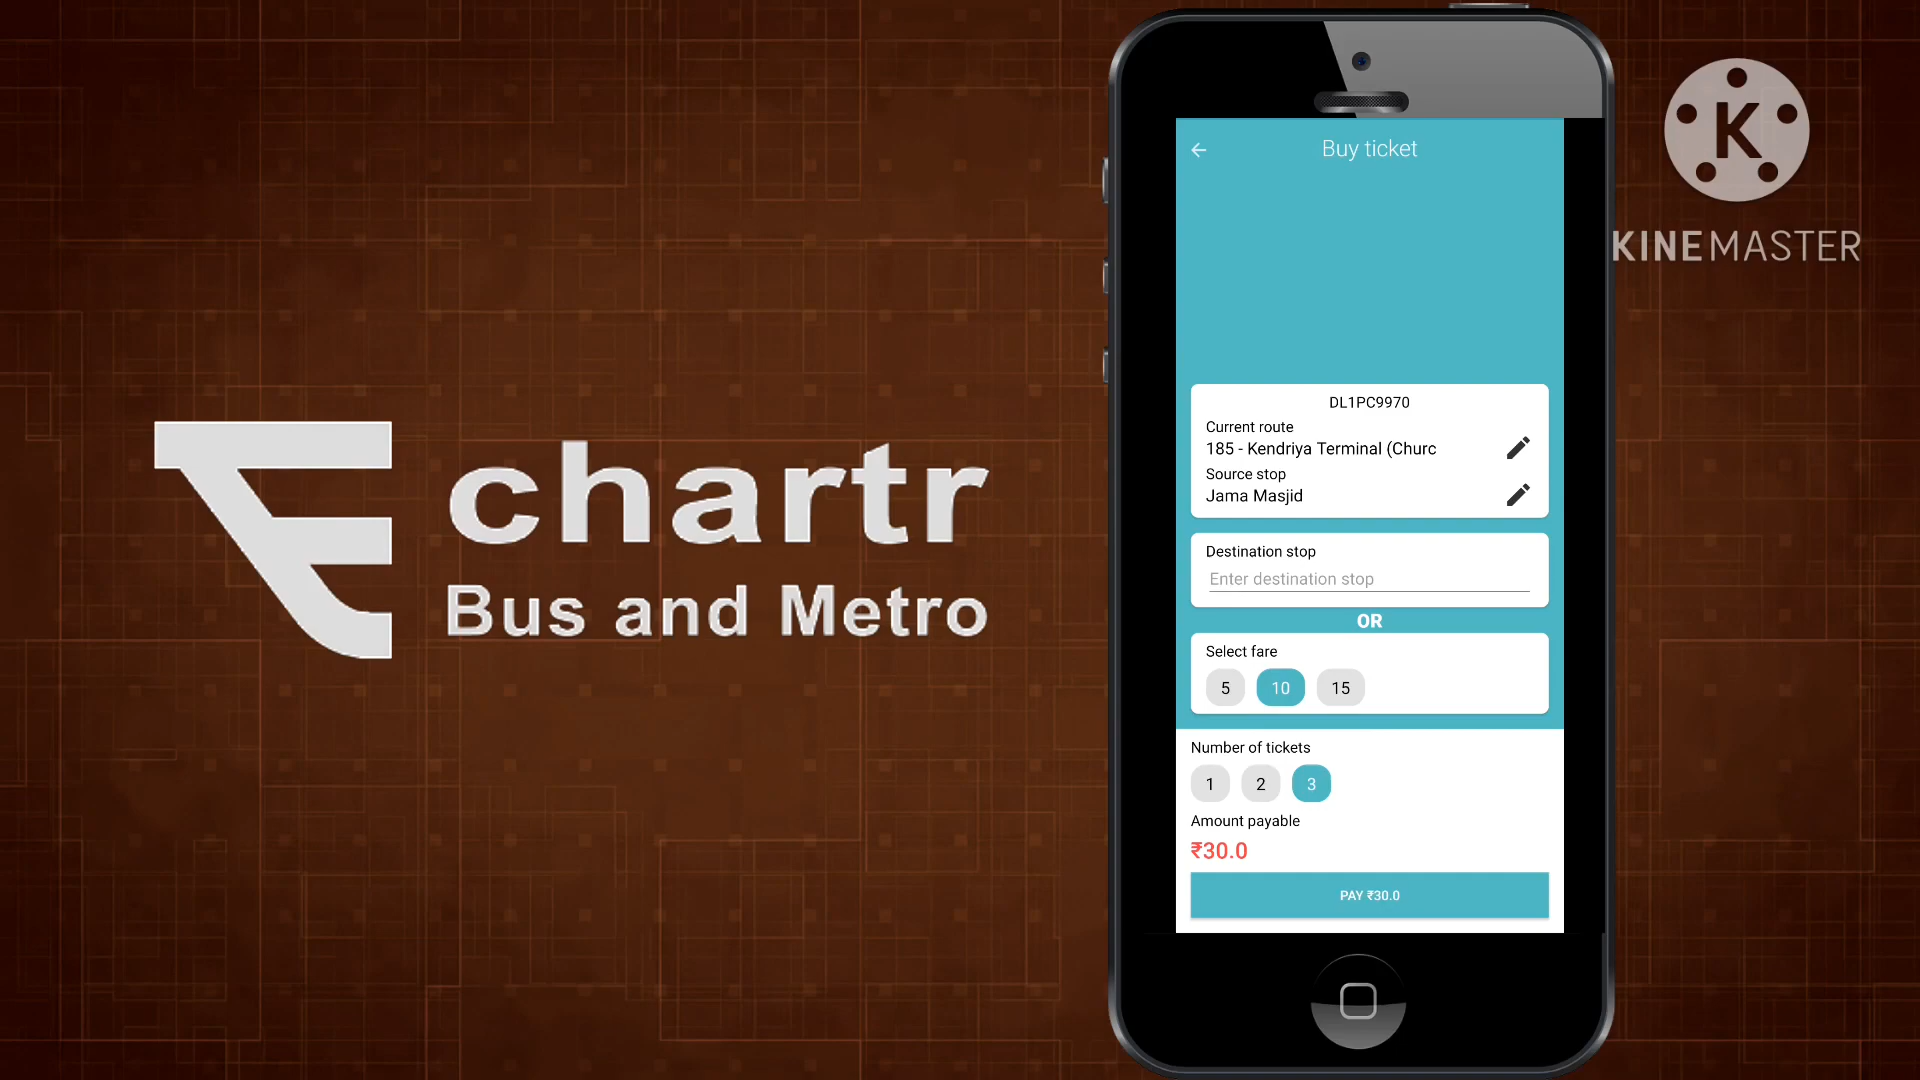 chartr
Bus and Metro
Buy ticket
DL1PC9970
Current route
185 - Kendriya Terminal (Churc
Source stop
Jama Masjid
Destination stop
Enter destination stop
OR
Select fare
5 10 15
Number of tickets
1 2 3
Amount payable
₹30.0
PAY ₹30.0
K
KINEMASTER